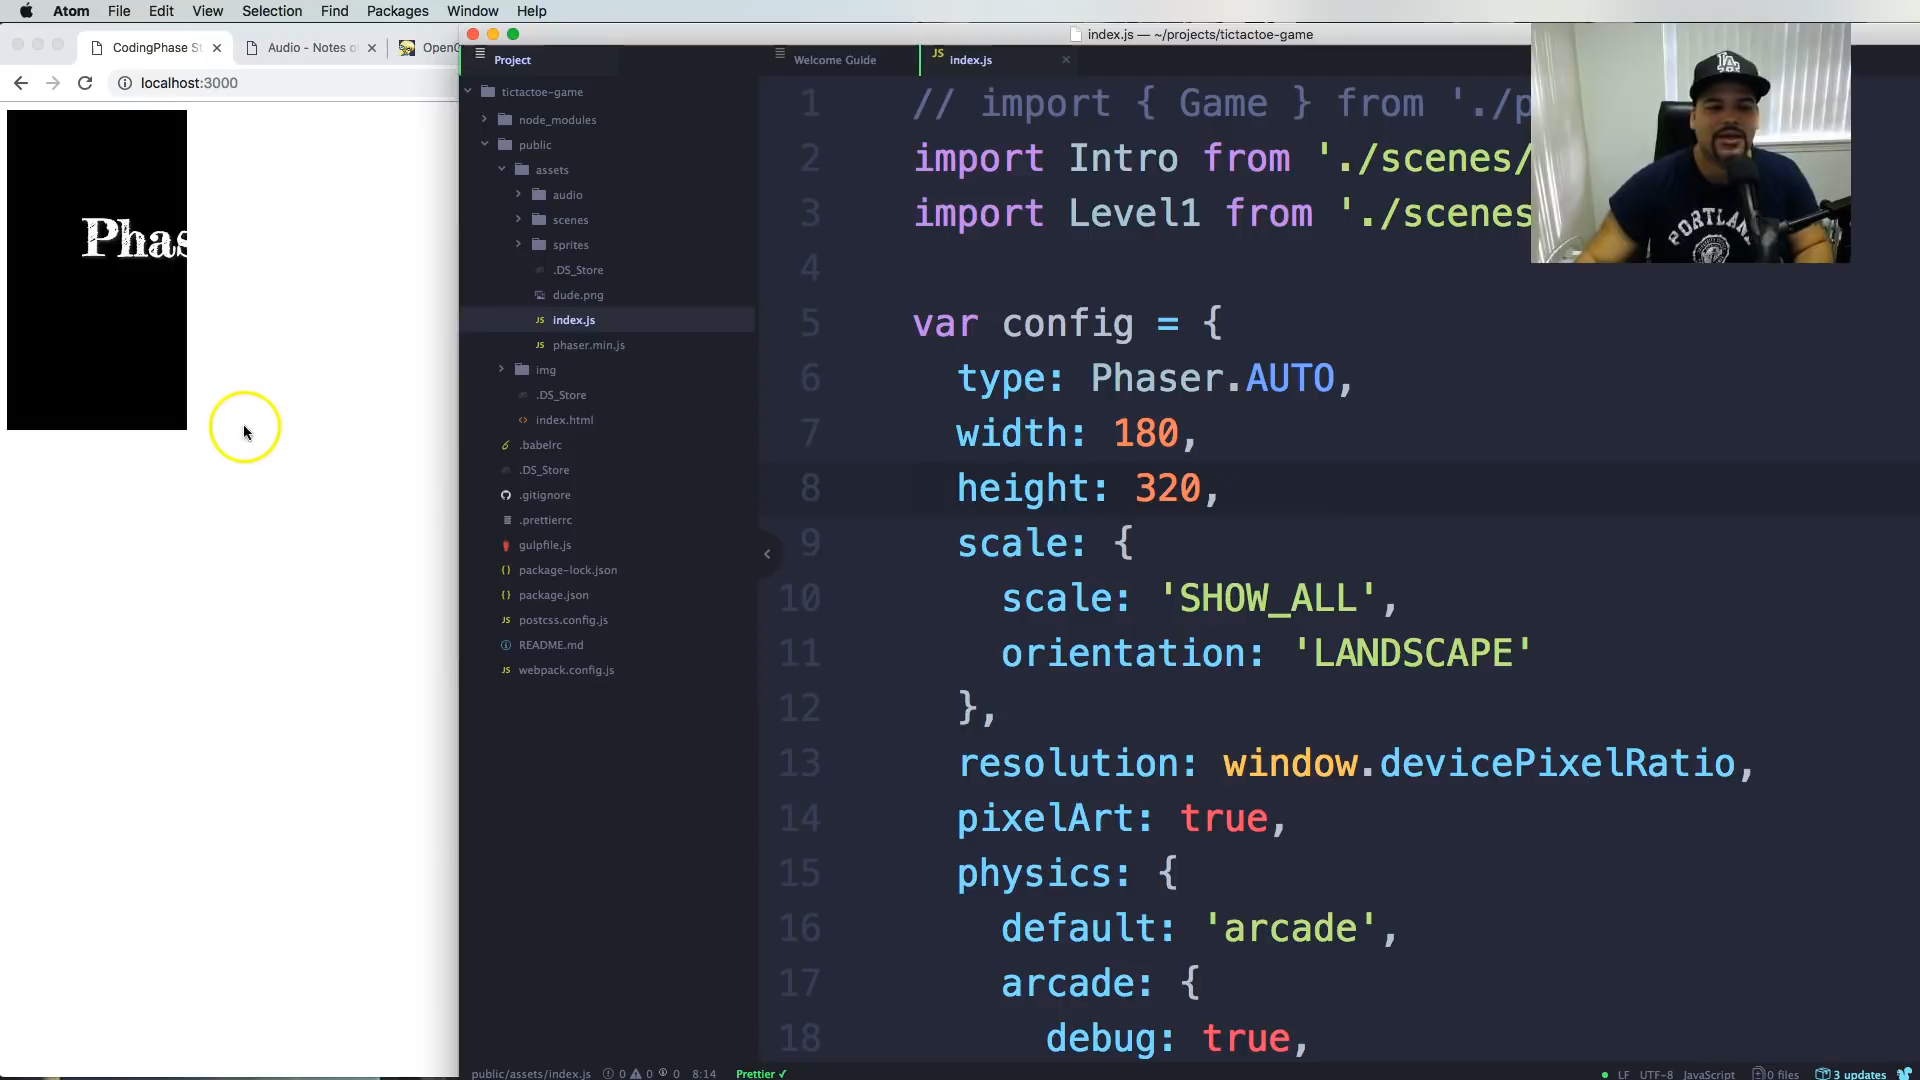 Atom File Edit View Selection Find Packages Window Help
CodingPhase St
Audio - Notes o
OpenG
localhost:3000
Phas
index.js — ~/projects/tictactoe-game
Project
tictactoe-game
node_modules
public
assets
audio
scenes
sprites
.DS_Store
dude.png
index.js
phaser.min.js
img
.DS_Store
index.html
.babelrc
.DS_Store
.gitignore
.prettierrc
gulpfile.js
package-lock.json
package.json
postcss.config.js
README.md
webpack.config.js
Welcome Guide
index.js
1 // import { Game } from './p
2 import Intro from './scenes/
3 import Level1 from './scenes
4
5 var config = {
6 type: Phaser.AUTO,
7 width: 180,
8 height: 320,
9 scale: {
10 scale: 'SHOW_ALL',
11 orientation: 'LANDSCAPE'
12 },
13 resolution: window.devicePixelRatio,
14 pixelArt: true,
15 physics: {
16 default: 'arcade',
17 arcade: {
18 debug: true,
LA
PORTLAND
public/assets/index.js 0 0 0 8:14 Prettier ✓
LF UTF-8 JavaScript 0 files 3 updates